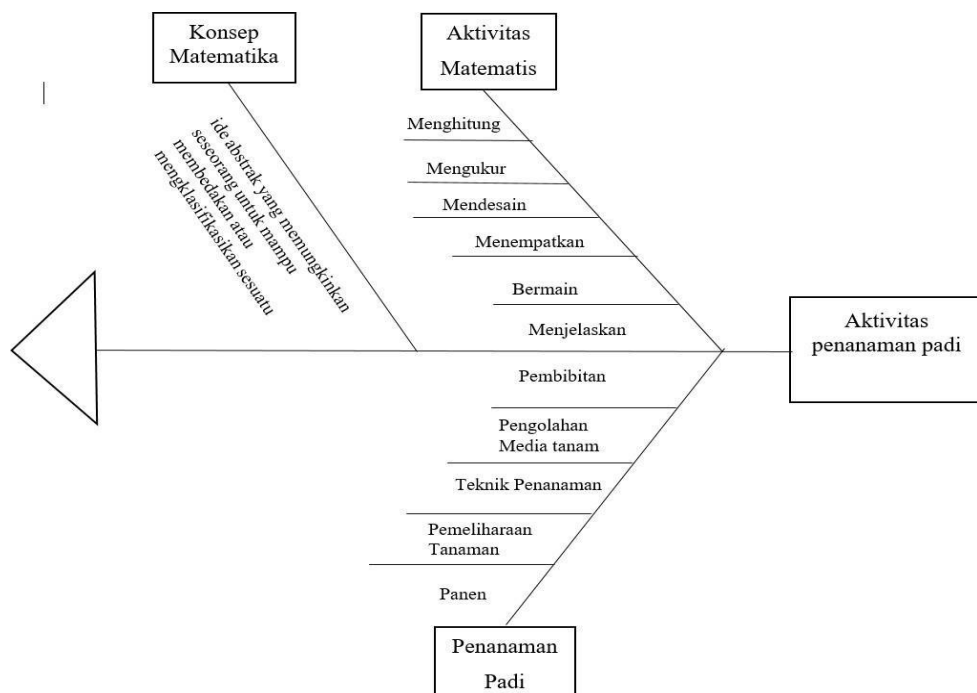 Konsep
Matematika
ide abstrak yang memungkinkan
seseorang untuk mampu
membedakan atau
mengklasifikasikan sesuatu
Aktivitas
Matematis
Menghitung
Mengukur
Mendesain
Menempatkan
Bermain
Menjelaskan
Aktivitas
penanaman padi
Pembibitan
Pengolahan
Media tanam
Teknik Penanaman
Pemeliharaan
Tanaman
Panen
Penanaman
Padi